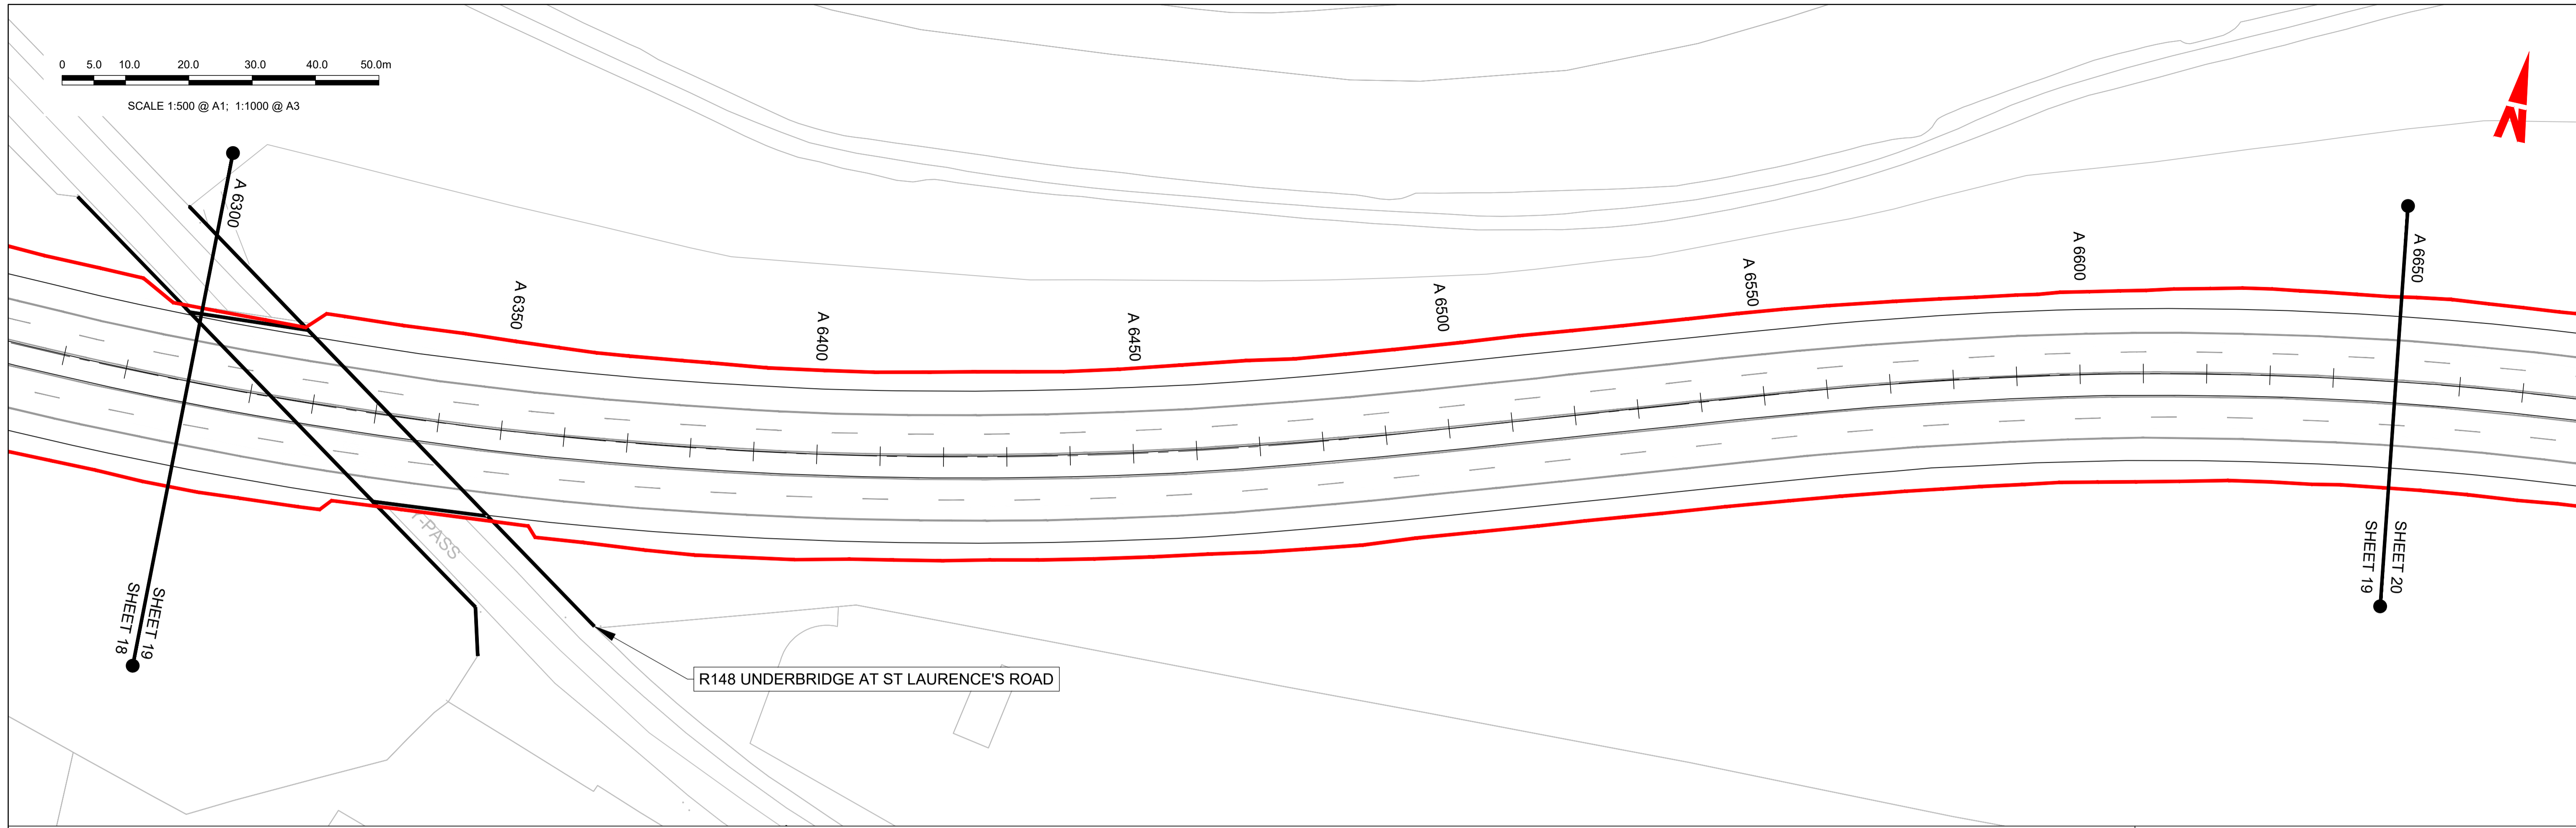 0 5.0 10.0 20.0 30.0 40.0 50.0m
SCALE 1:500 @ A1; 1:1000 @ A3
N
A 6300
A 6350
A 6400
A 6450
A 6500
A 6550
A 6600
A 6650
SHEET 18
SHEET 19
SHEET 19
SHEET 20
-PASS
R148 UNDERBRIDGE AT ST LAURENCE'S ROAD